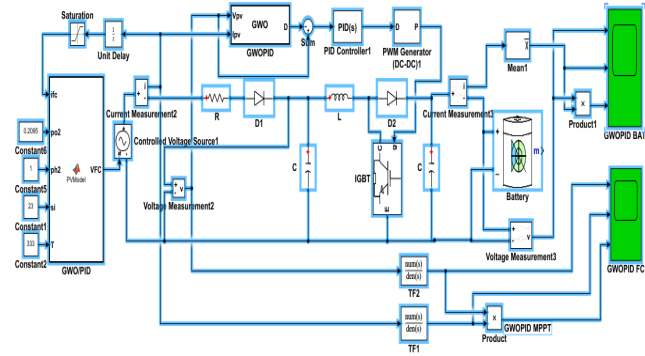 Saturation
Unit Delay
Vpv
Ipv
GWO
D
GWOPID
Sum
PID(s)
PID Controller1
D
P
PWM Generator
(DC-DC)1
Mean1
Product1
GWOPID BAT
ifc
po2
ph2
si
T
PVModel
VFC
GWO/PID
0.2095
Constant6
1
Constant5
23
Constant1
333
Constant2
Current Measurement2
Controlled Voltage Source1
R
D1
L
D2
Current Measurement3
C
Voltage Measurement2
IGBT
C
m
Battery
Voltage Measurement3
GWOPID FC
num(s)
den(s)
TF2
num(s)
den(s)
TF1
Product
GWOPID MPPT